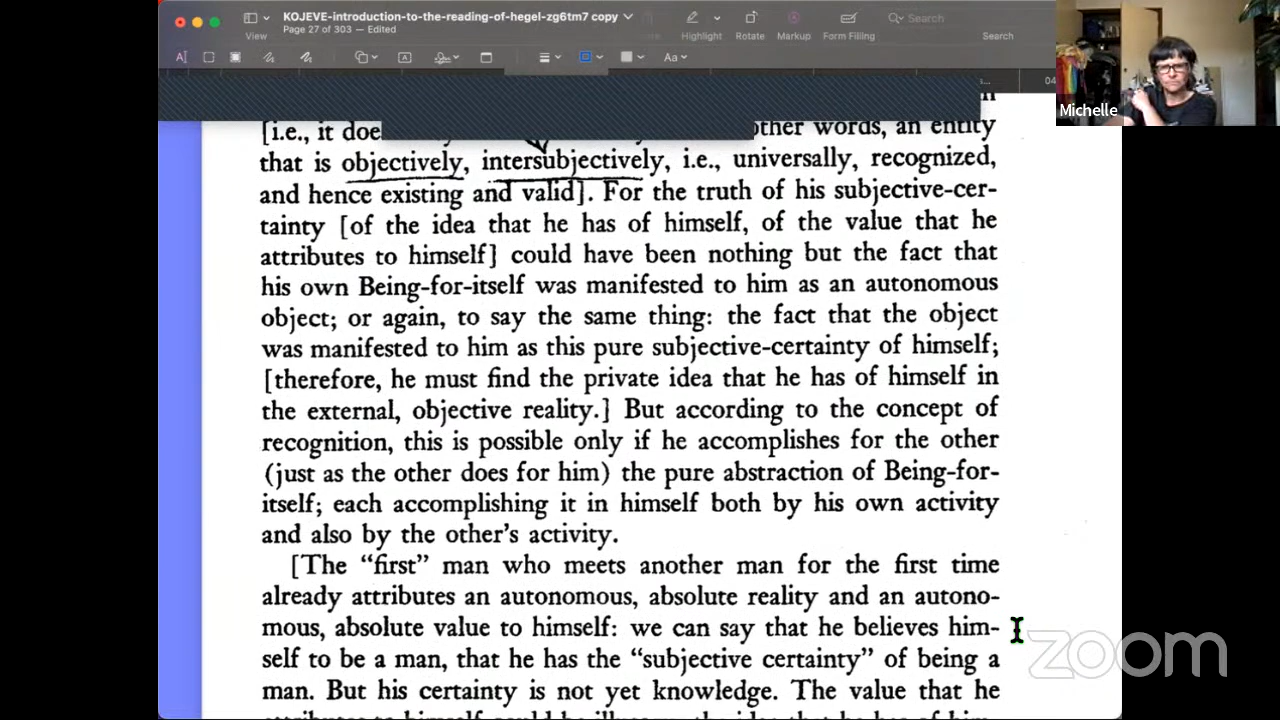 KOJEVE-introduction-to-the-reading-of-hegel-zg6tm7 copy
Page 27 of 303 — Edited
View
Highlight
Rotate
Markup
Form Filling
Search
Search
Aa
04
Michelle
[i.e., it doe other words, an entity
that is objectively, intersubjectively, i.e., universally, recognized,
and hence existing and valid]. For the truth of his subjective-cer-
tainty [of the idea that he has of himself, of the value that he
attributes to himself] could have been nothing but the fact that
his own Being-for-itself was manifested to him as an autonomous
object; or again, to say the same thing: the fact that the object
was manifested to him as this pure subjective-certainty of himself;
[therefore, he must find the private idea that he has of himself in
the external, objective reality.] But according to the concept of
recognition, this is possible only if he accomplishes for the other
(just as the other does for him) the pure abstraction of Being-for-
itself; each accomplishing it in himself both by his own activity
and also by the other's activity.
[The “first” man who meets another man for the first time
already attributes an autonomous, absolute reality and an autono-
mous, absolute value to himself: we can say that he believes him-
self to be a man, that he has the “subjective certainty” of being a
man. But his certainty is not yet knowledge. The value that he
zoom